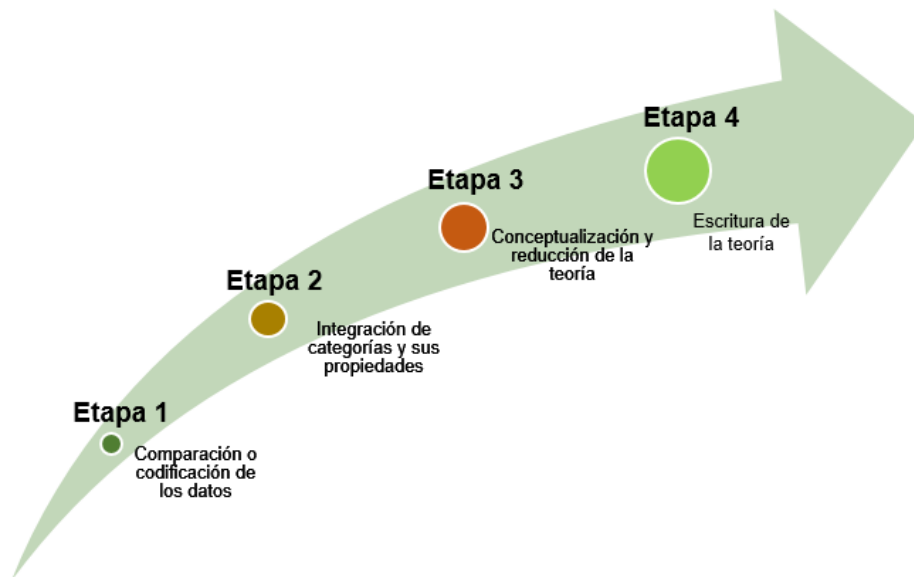 Etapa 1
Comparación o
codificación de
los datos
Etapa 2
Integración de
categorías y sus
propiedades
Etapa 3
Conceptualización y
reducción de la
teoría
Etapa 4
Escritura de
la teoría